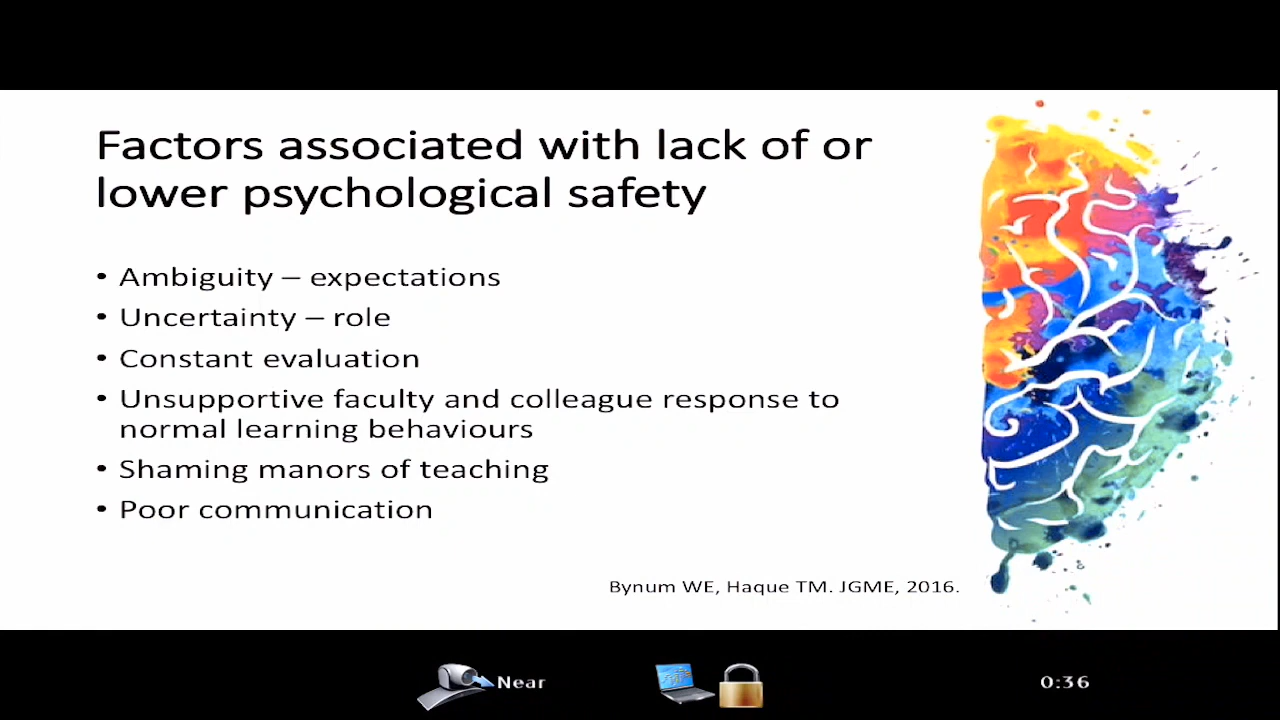 Factors associated with lack of or
lower psychological safety
• Ambiguity – expectations
• Uncertainty – role
• Constant evaluation
• Unsupportive faculty and colleague response to
normal learning behaviours
• Shaming manors of teaching
• Poor communication
Bynum WE, Haque TM. JGME, 2016.
Near
0:36